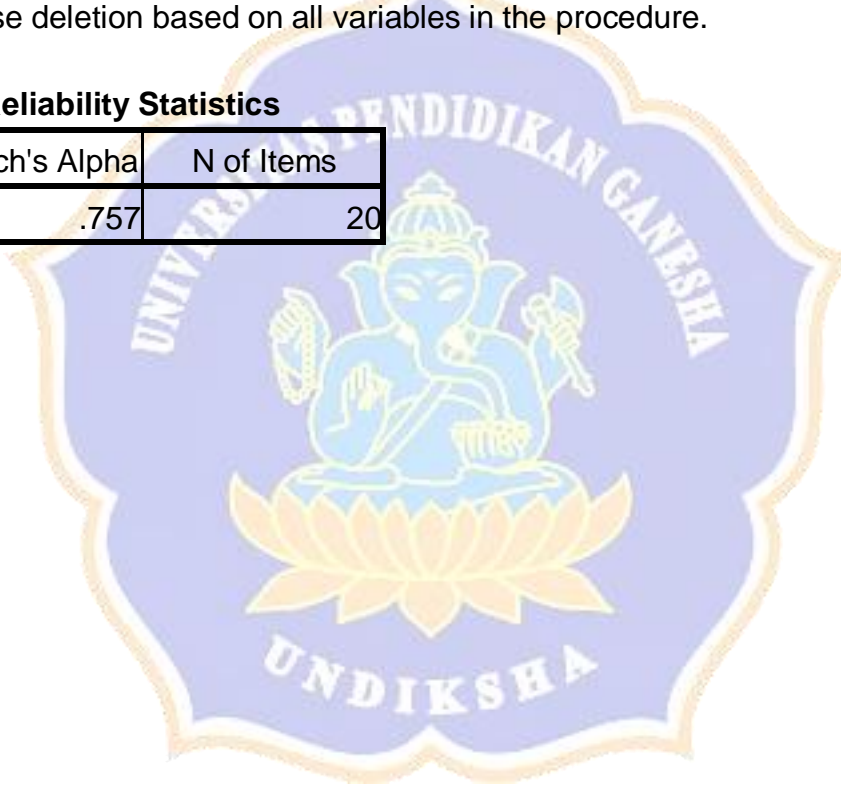 se deletion based on all variables in the procedure.
eliability Statistics
ch's Alpha N of Items
.757 20
UNIVERSITAS PENDIDIKAN GANESHA
UNDIKSHA